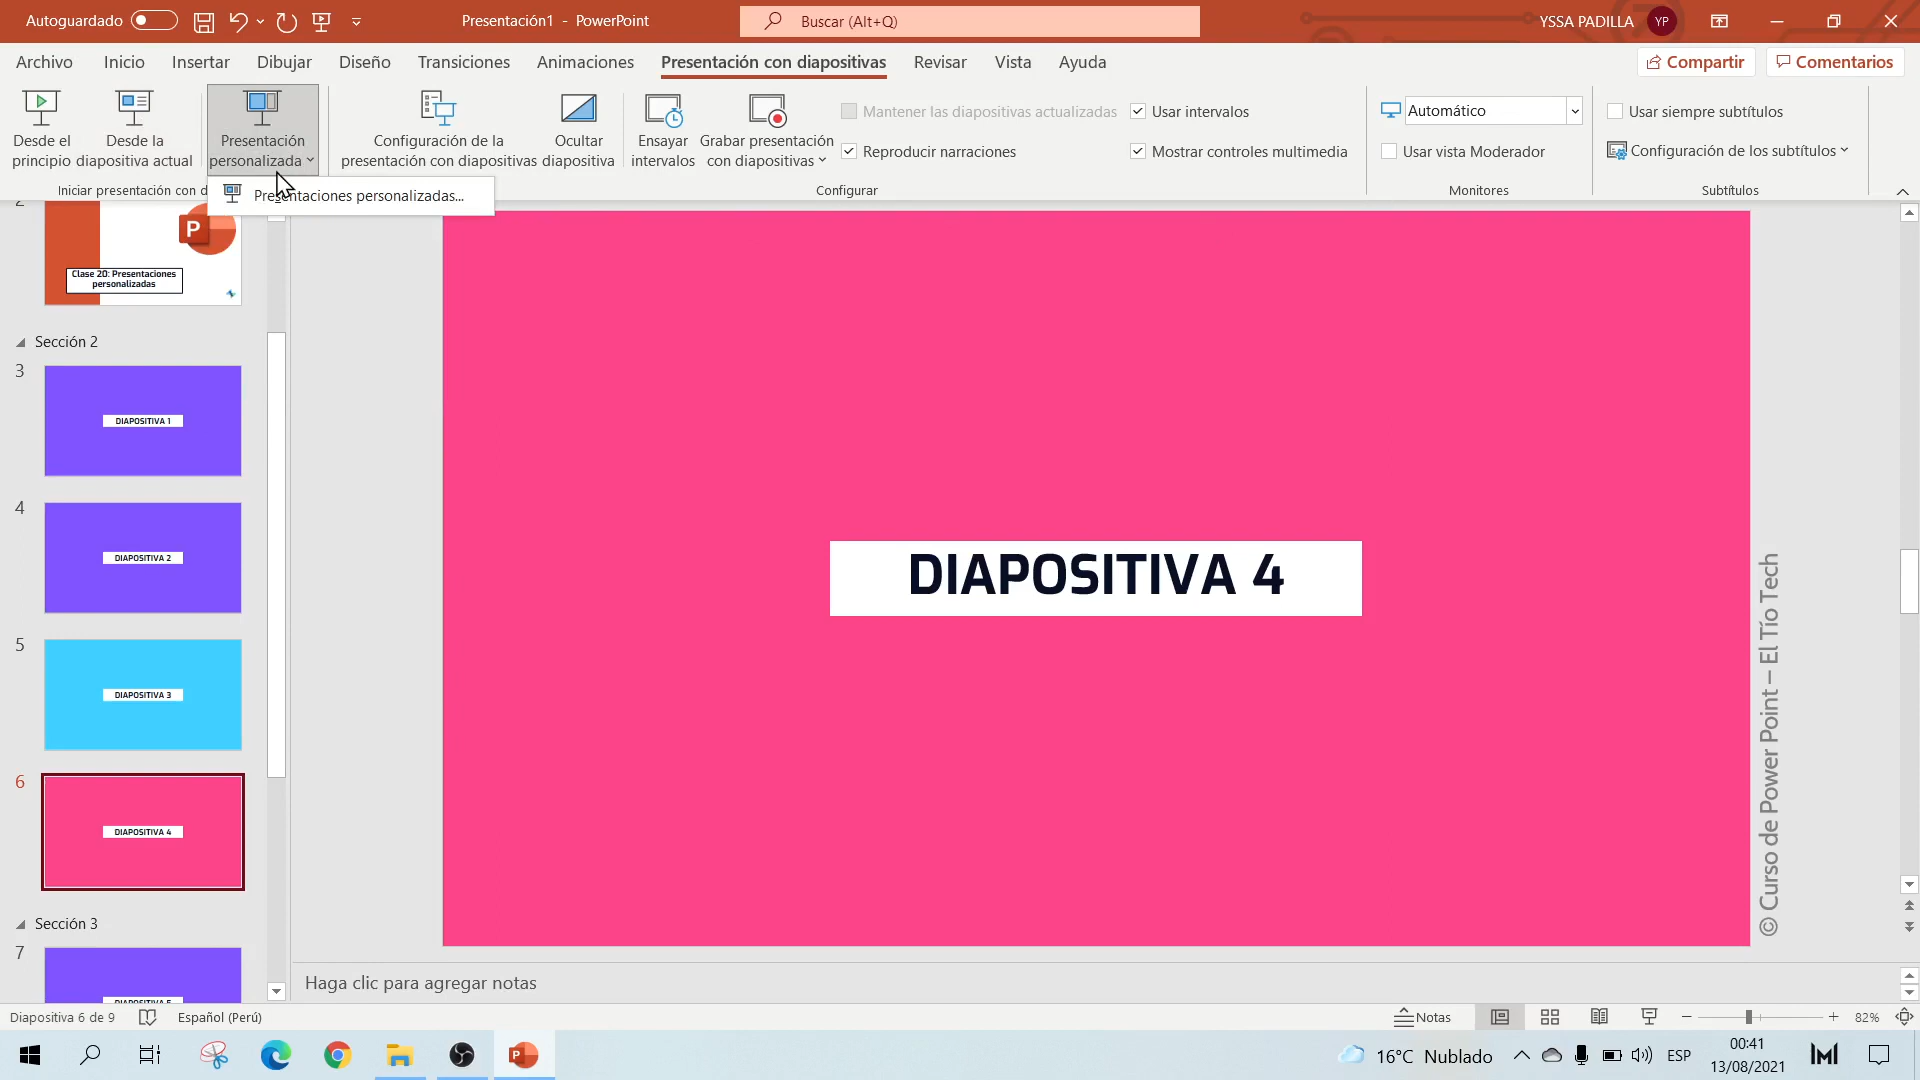 Autoguardado
Presentación1 - PowerPoint
Buscar (Alt+Q)
YSSA PADILLA
YP
Archivo
Inicio
Insertar
Dibujar
Diseño
Transiciones
Animaciones
Presentación con diapositivas
Revisar
Vista
Ayuda
Compartir
Comentarios
Desde el
principio
Desde la
diapositiva actual
Presentación
personalizada
Configuración de la
presentación con diapositivas
Ocultar
diapositiva
Ensayar
intervalos
Grabar presentación
con diapositivas
Mantener las diapositivas actualizadas
Reproducir narraciones
Usar intervalos
Mostrar controles multimedia
Automático
Usar vista Moderador
Usar siempre subtítulos
Configuración de los subtítulos
Iniciar presentación con d
Configurar
Monitores
Subtítulos
Presentaciones personalizadas...
2
P
Clase 20: Presentaciones
personalizadas
Sección 2
3
DIAPOSITIVA 1
4
DIAPOSITIVA 2
5
DIAPOSITIVA 3
6
DIAPOSITIVA 4
Sección 3
7
DIAPOSITIVA 5
DIAPOSITIVA 4
© Curso de Power Point – El Tío Tech
Haga clic para agregar notas
Diapositiva 6 de 9
Español (Perú)
Notas
82%
P
16°C Nublado
ESP
00:41
13/08/2021